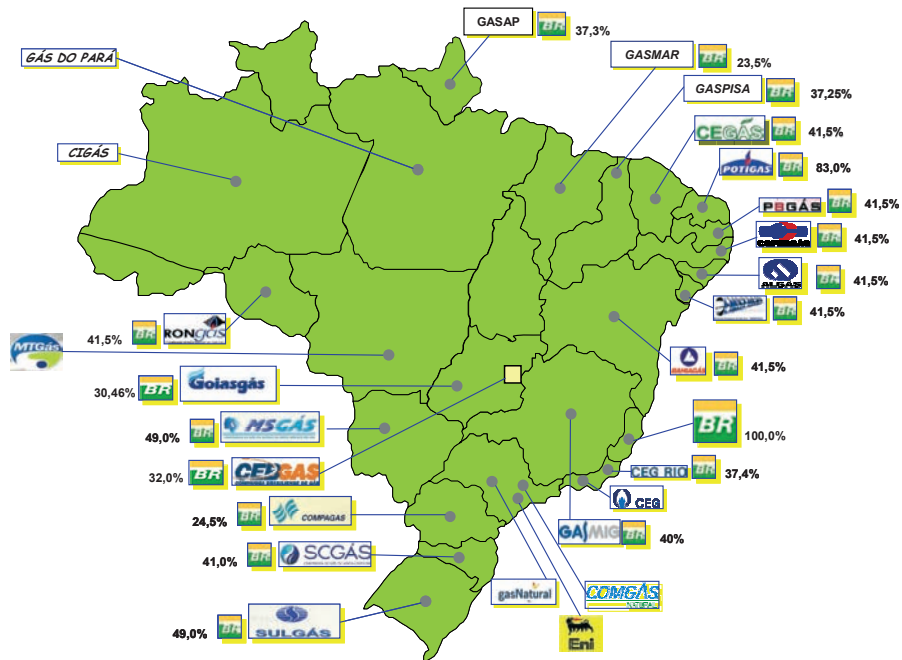 GASAP BR 37,3%
GÁS DO PARÁ
GASMAR BR 23,5%
GASPISA BR 37,25%
CEGÁS BR 41,5%
CIGÁS
POTIGAS BR 83,0%
PBGÁS BR 41,5%
COPERGÁS BR 41,5%
ALGÁS BR 41,5%
BR 41,5%
41,5% BR RONgás
MTGás
BAHIAGÁS BR 41,5%
30,46% BR Goiasgás
49,0% BR MSGÁS
BR 100,0%
32,0% BR CEBGAS
CEG RIO BR 37,4%
CEG
24,5% BR COMPAGAS
GASMIG BR 40%
41,0% BR SCGÁS
gasNatural
COMGÁS
NATURAL
49,0% BR SULGÁS
Eni